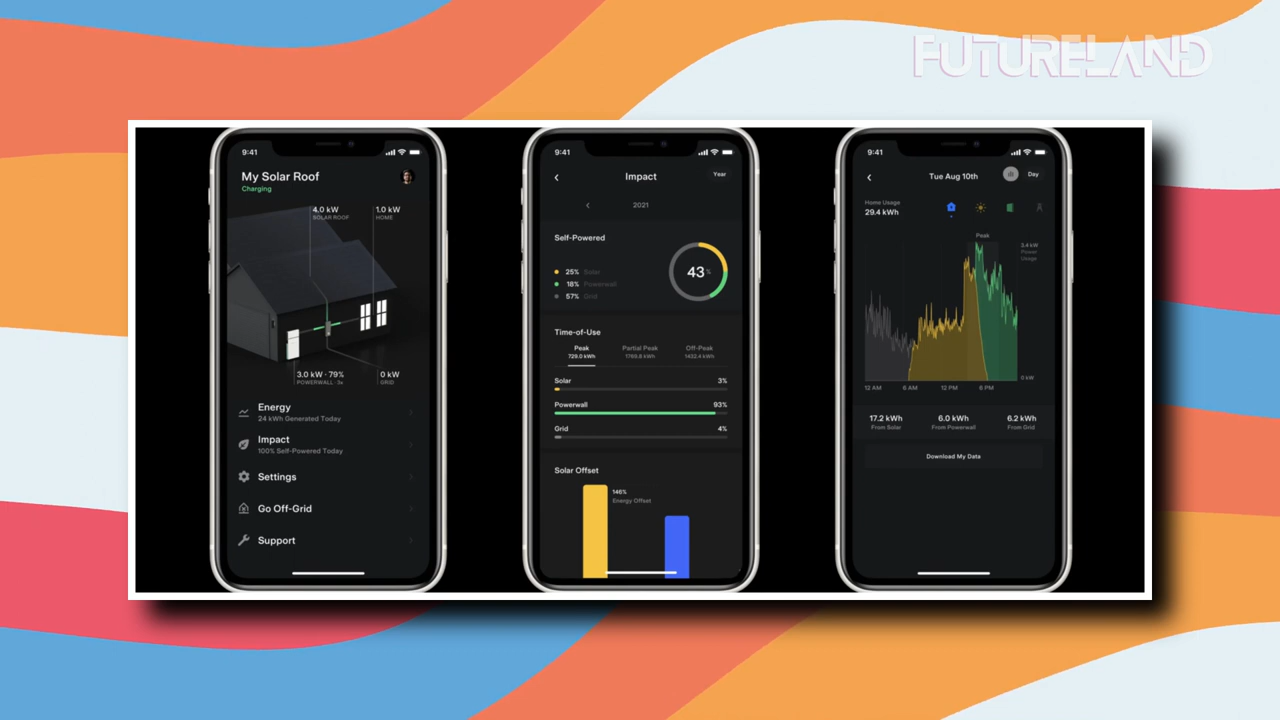 FUTURELAND
9:41
My Solar Roof
Charging
4.0 kW
SOLAR ROOF
1.0 kW
HOME
3.0 kW · 79%
POWERWALL · 3x
0 kW
GRID
Energy
24 kWh Generated Today
Impact
100% Self-Powered Today
Settings
Go Off-Grid
Support
9:41
Impact
Year
2021
Self-Powered
43%
25% Solar
18% Powerwall
57% Grid
Time-of-Use
Peak
729.0 kWh
Partial Peak
1769.8 kWh
Off-Peak
1432.4 kWh
Solar
3%
Powerwall
93%
Grid
4%
Solar Offset
146%
Energy Offset
9:41
Tue Aug 10th
Day
Home Usage
29.4 kWh
Peak
3.4 kW
Power
Usage
0 kW
12 AM
6 AM
12 PM
6 PM
17.2 kWh
From Solar
6.0 kWh
From Powerwall
6.2 kWh
From Grid
Download My Data